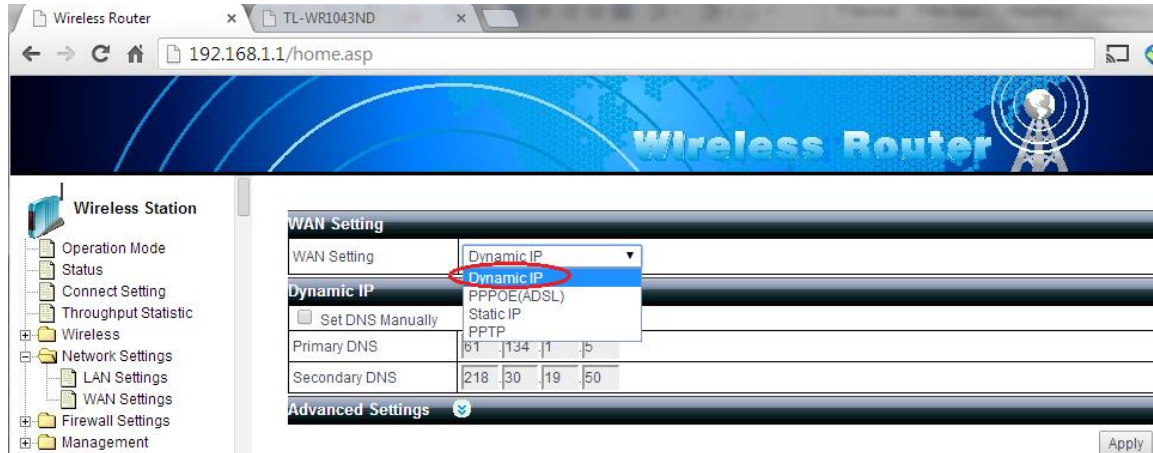 Wireless Router
TL-WR1043ND
192.168.1.1/home.asp
Wireless Router
Wireless Station
Operation Mode
Status
Connect Setting
Throughput Statistic
Wireless
Network Settings
LAN Settings
WAN Settings
Firewall Settings
Management
WAN Setting
WAN Setting Dynamic IP
Dynamic IP
PPPOE(ADSL)
Static IP
PPTP
Dynamic IP
Set DNS Manually
Primary DNS 61 .134 .1 .5
Secondary DNS 218 .30 .19 .50
Advanced Settings
Apply